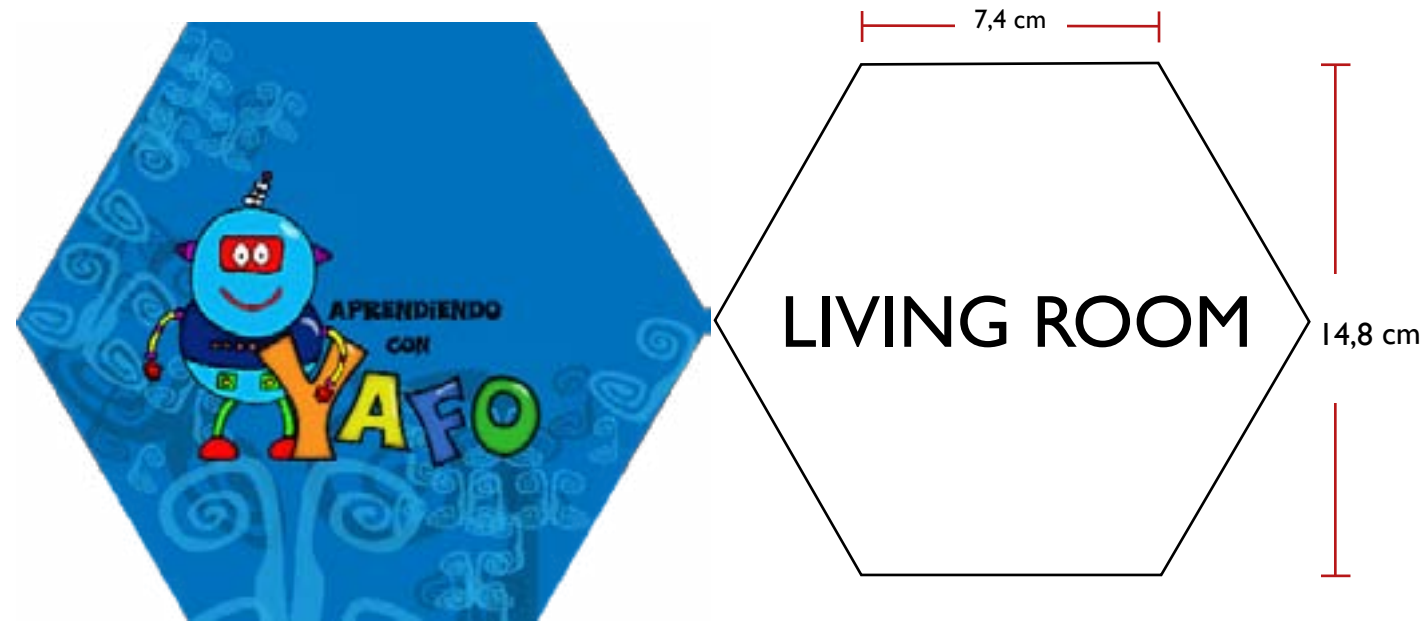 APRENDiENDO
CON
YAFO
7,4 cm
LIVING ROOM
14,8 cm